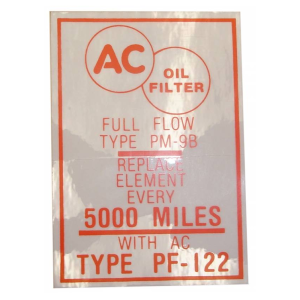 AC
OIL
FILTER
FULL FLOW
TYPE PM-9B
REPLACE
ELEMENT
EVERY
5000 MILES
WITH AC
TYPE PF-122